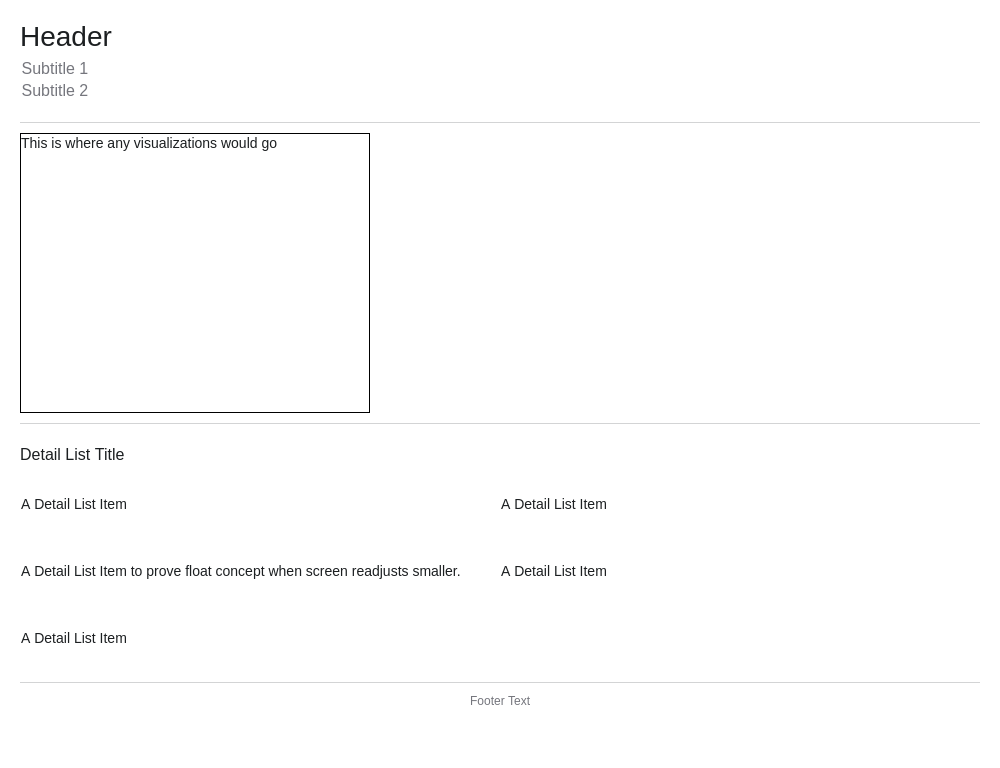 Header
Subtitle 1
Subtitle 2
This is where any visualizations would go
Detail List Title
A Detail List Item
A Detail List Item
A Detail List Item to prove float concept when screen readjusts smaller.
A Detail List Item
A Detail List Item
Footer Text